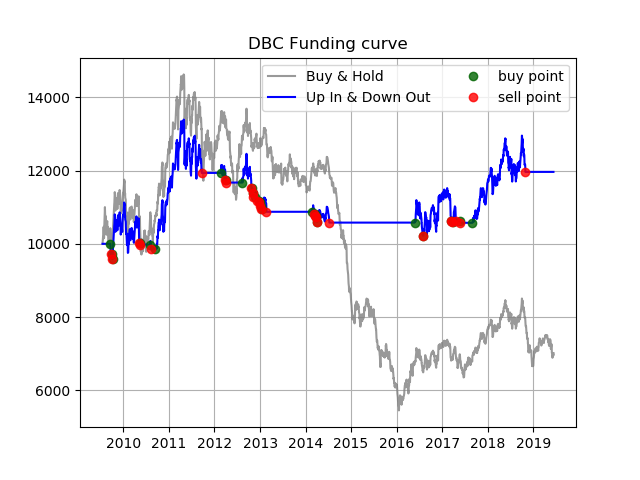 DBC Funding curve
Buy & Hold
Up In & Down Out
buy point
sell point
14000
12000
10000
8000
6000
2010 2011 2012 2013 2014 2015 2016 2017 2018 2019